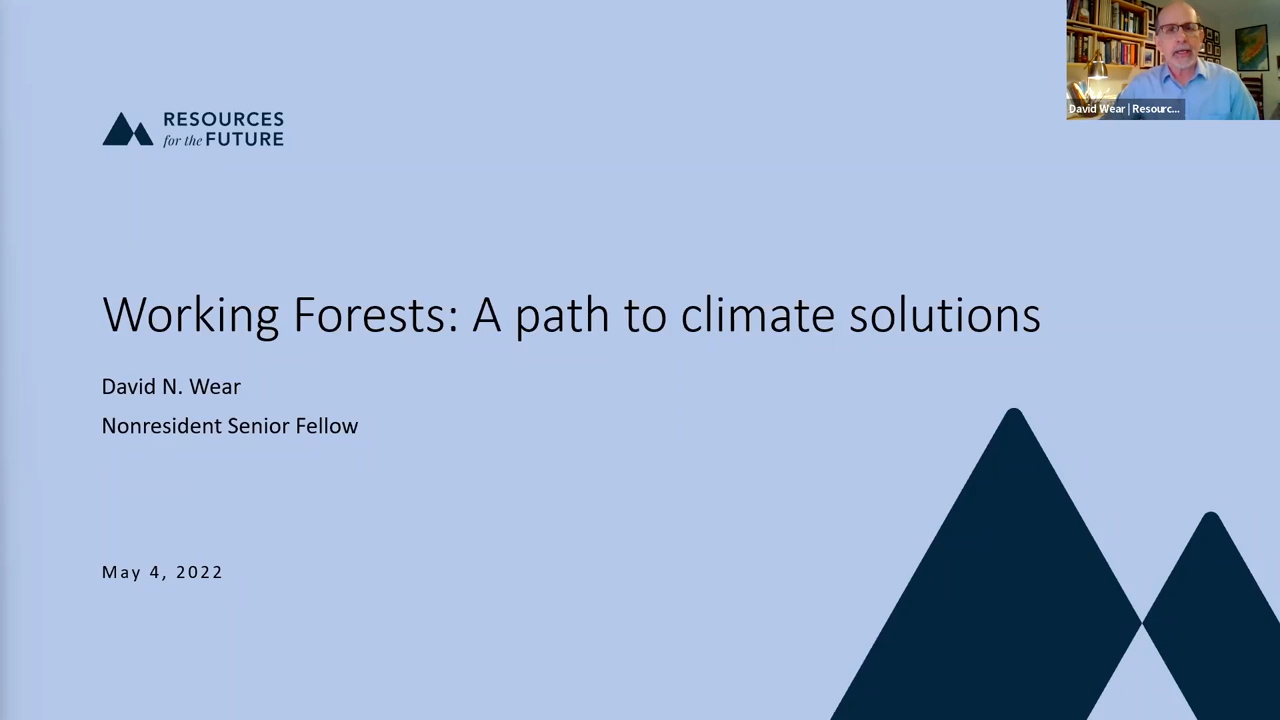 David Wear | Resourc...
RESOURCES
for the FUTURE
Working Forests: A path to climate solutions
David N. Wear
Nonresident Senior Fellow
May 4, 2022